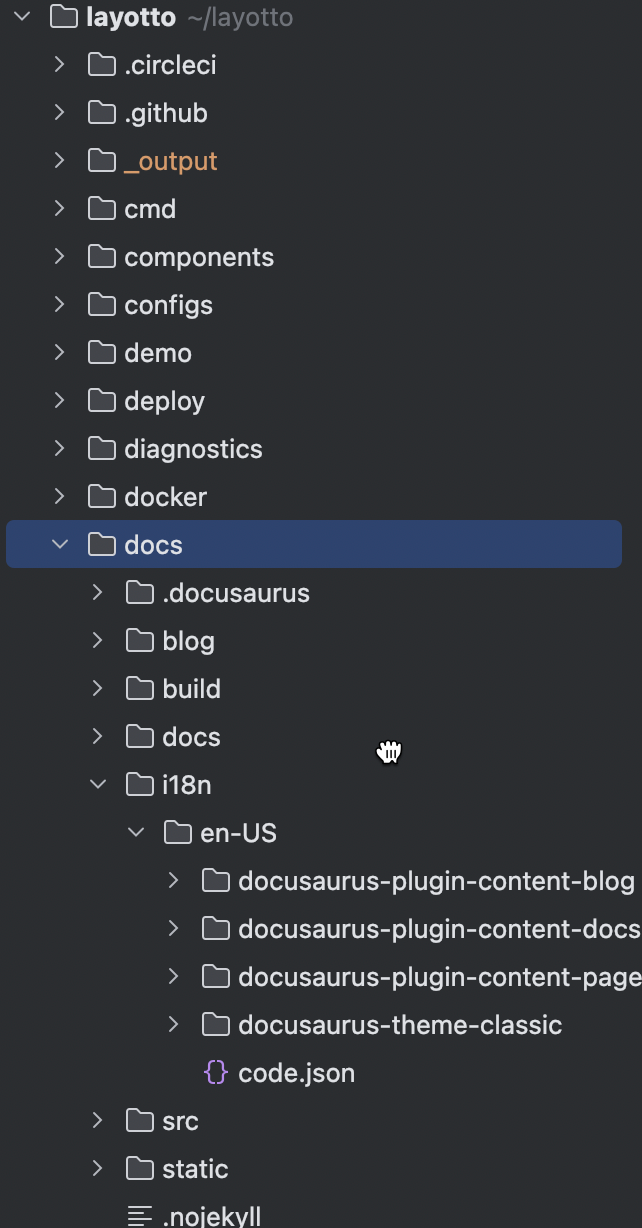 layotto ~/layotto
.circleci
.github
_output
cmd
components
configs
demo
deploy
diagnostics
docker
docs
.docusaurus
blog
build
docs
i18n
en-US
docusaurus-plugin-content-blog
docusaurus-plugin-content-docs
docusaurus-plugin-content-page
docusaurus-theme-classic
{} code.json
src
static
.nojekyll